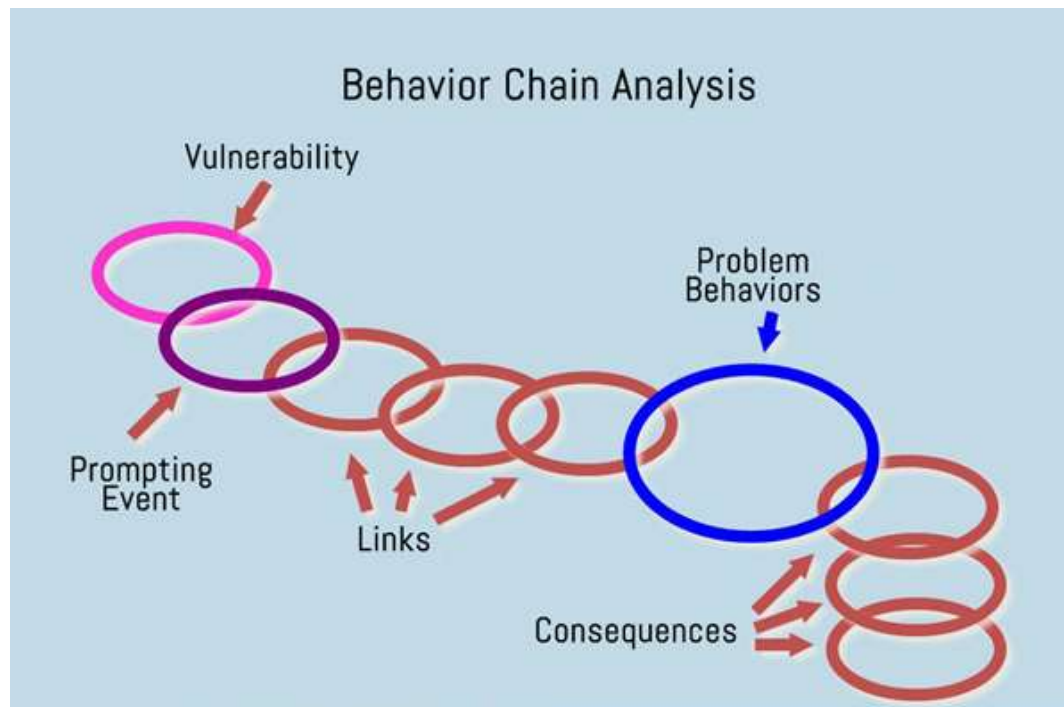 Behavior Chain Analysis
Vulnerability
Problem
Behaviors
Prompting
Event
Links
Consequences